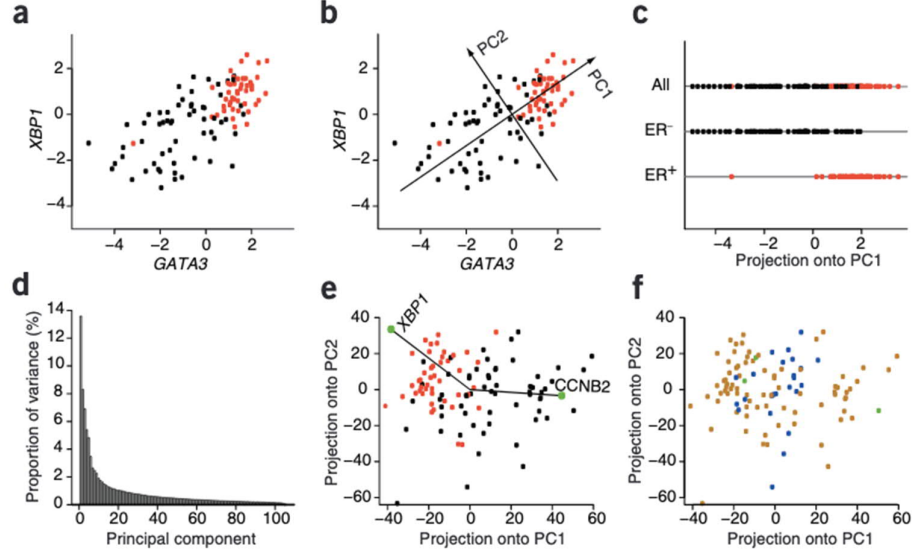 a
2
0
−2
−4
XBP1
−4 −2 0 2
GATA3
b
2
0
−2
−4
XBP1
PC2
PC1
−4 −2 0 2
GATA3
c
All
ER−
ER+
−4 −2 0 2
Projection onto PC1
d
14
12
10
8
6
4
2
0
Proportion of variance (%)
0 20 40 60 80 100
Principal component
e
40
20
0
−20
−40
−60
Projection onto PC2
XBP1
CCNB2
−40 −20 0 20 40 60
Projection onto PC1
f
40
20
0
−20
−40
−60
Projection onto PC2
−40 −20 0 20 40 60
Projection onto PC1